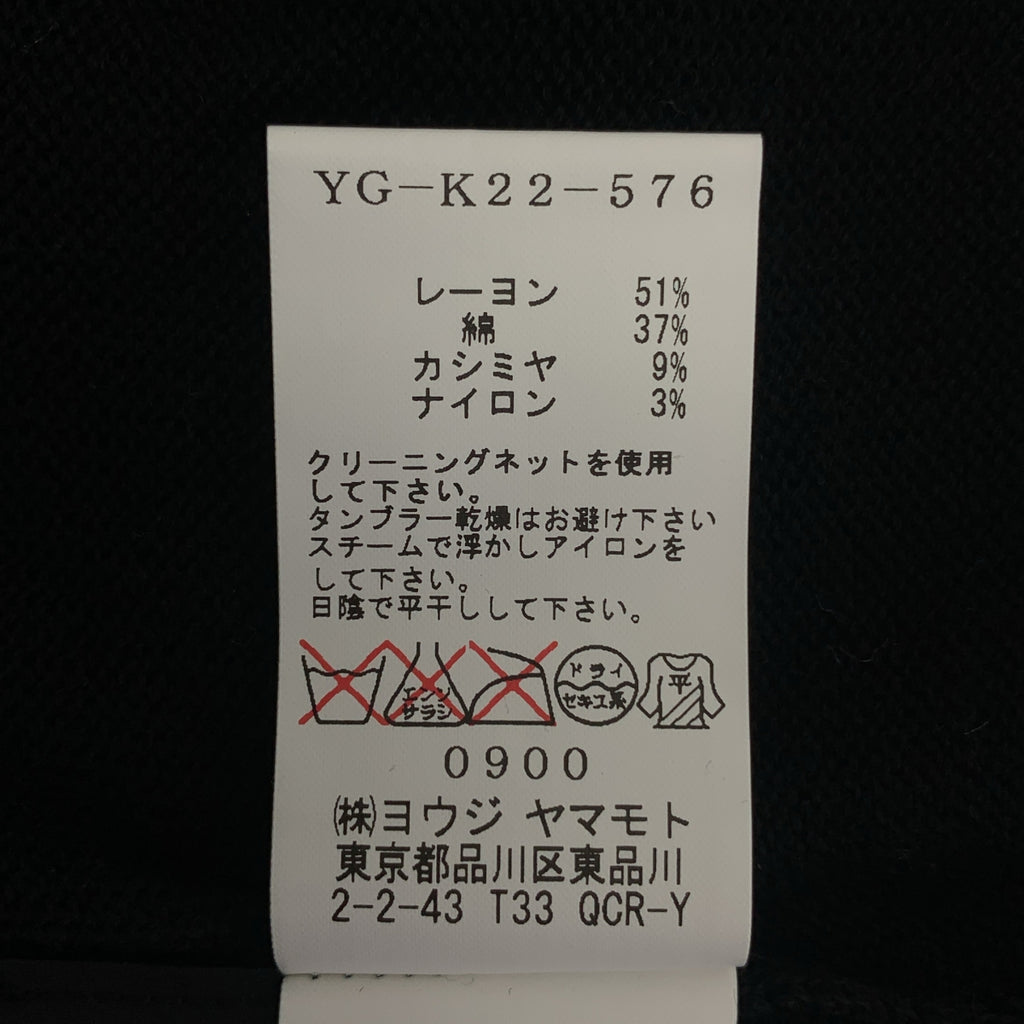 YG-K22-576
レーヨン 51%
綿 37%
カシミヤ 9%
ナイロン 3%
クリーニングネットを使用
して下さい。
タンブラー乾燥はお避け下さい
スチームで浮かしアイロンを
して下さい。
日陰で平干しして下さい。
エンソ
サラシ
ドライ
セキユ系
平
0900
㈱ヨウジ ヤマモト
東京都品川区東品川
2-2-43 T33 QCR-Y